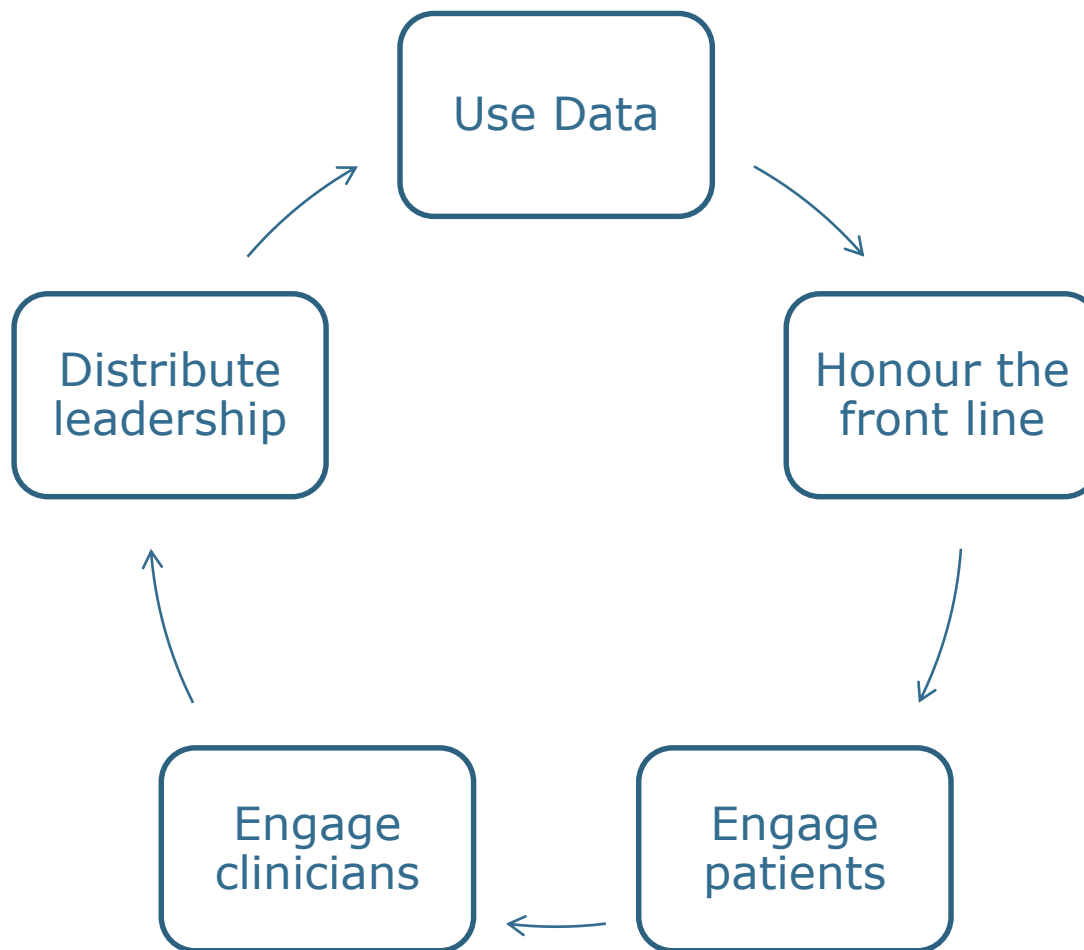 Use Data
Honour the
front line
Engage
patients
Engage
clinicians
Distribute
leadership